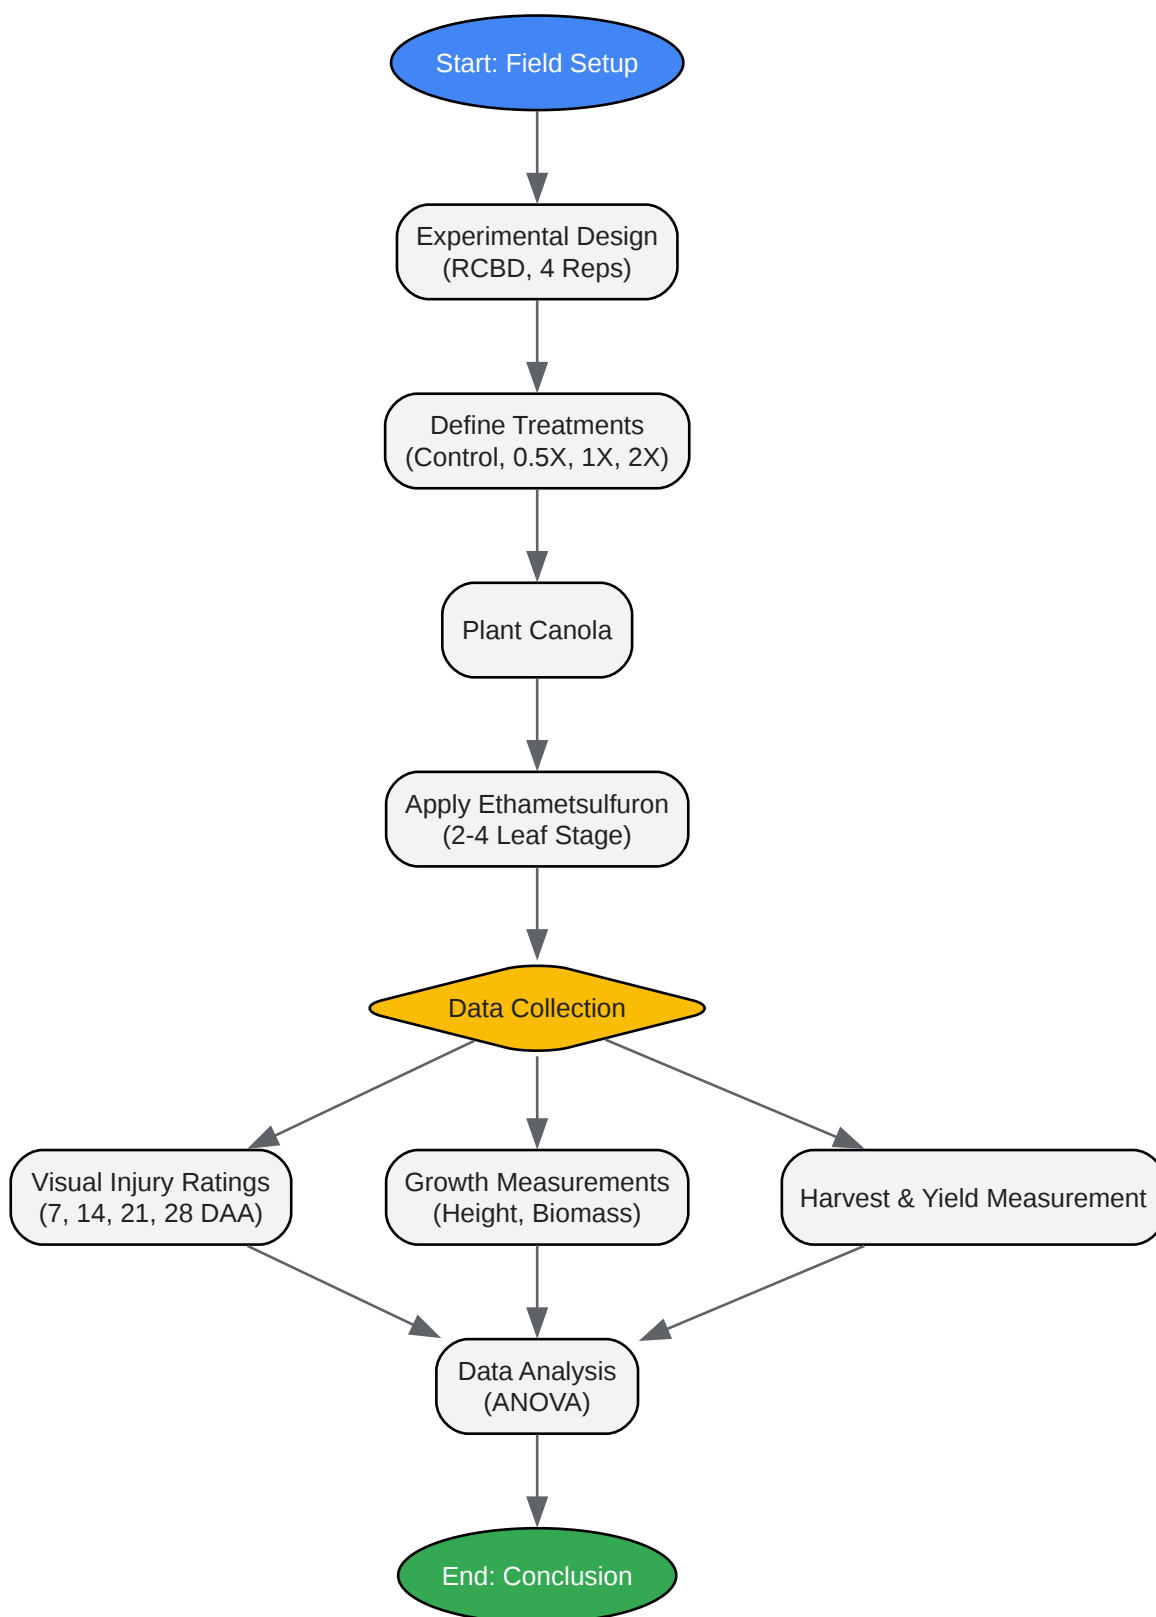 Start: Field Setup
Experimental Design
(RCBD, 4 Reps)
Define Treatments
(Control, 0.5X, 1X, 2X)
Plant Canola
Apply Ethametsulfuron
(2-4 Leaf Stage)
Data Collection
Visual Injury Ratings
(7, 14, 21, 28 DAA)
Growth Measurements
(Height, Biomass)
Harvest & Yield Measurement
Data Analysis
(ANOVA)
End: Conclusion